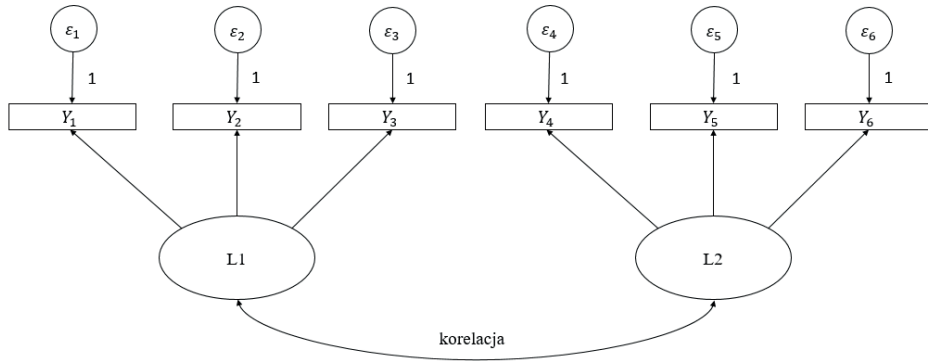 ε₁ ε₂ ε₃ ε₄ ε₅ ε₆
1 1 1 1 1 1
Y₁ Y₂ Y₃ Y₄ Y₅ Y₆
L1 L2
korelacja